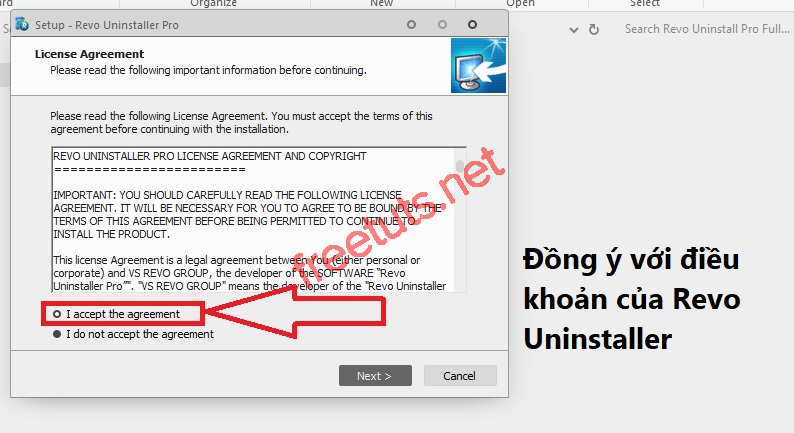 Organize
New
Select
Setup - Revo Uninstaller Pro
Search Revo Uninstall Pro Full...
License Agreement
Please read the following important information before continuing.
Please read the following License Agreement. You must accept the terms of this
agreement before continuing with the installation.
REVO UNINSTALLER PRO LICENSE AGREEMENT AND COPYRIGHT
=========================
IMPORTANT: YOU SHOULD CAREFULLY READ THE FOLLOWING LICENSE
AGREEMENT. IT WILL BE NECESSARY FOR YOU TO AGREE TO BE BOUND BY THE
TERMS OF THIS AGREEMENT BEFORE BEING PERMITTED TO CONTINUE TO
INSTALL THE PRODUCT.
This license Agreement is a legal agreement between You (either personal or
corporate) and VS REVO GROUP, the developer of the SOFTWARE "Revo
Uninstaller Pro”". "VS REVO GROUP" means the developer of the "Revo Uninstaller
freetuts.net
I accept the agreement
I do not accept the agreement
Next >
Cancel
Đồng ý với điều
khoản của Revo
Uninstaller